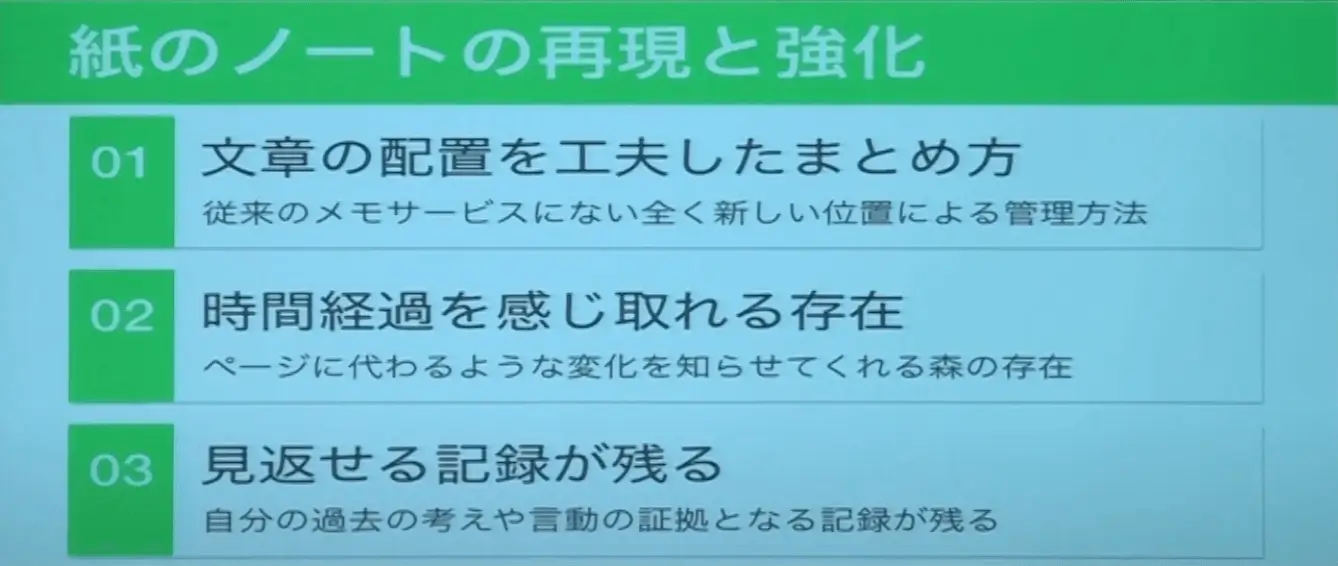 紙のノートの再現と強化
01
文章の配置を工夫したまとめ方
従来のメモサービスにない全く新しい位置による管理方法
02
時間経過を感じ取れる存在
ページに代わるような変化を知らせてくれる森の存在
03
見返せる記録が残る
自分の過去の考えや言動の証拠となる記録が残る